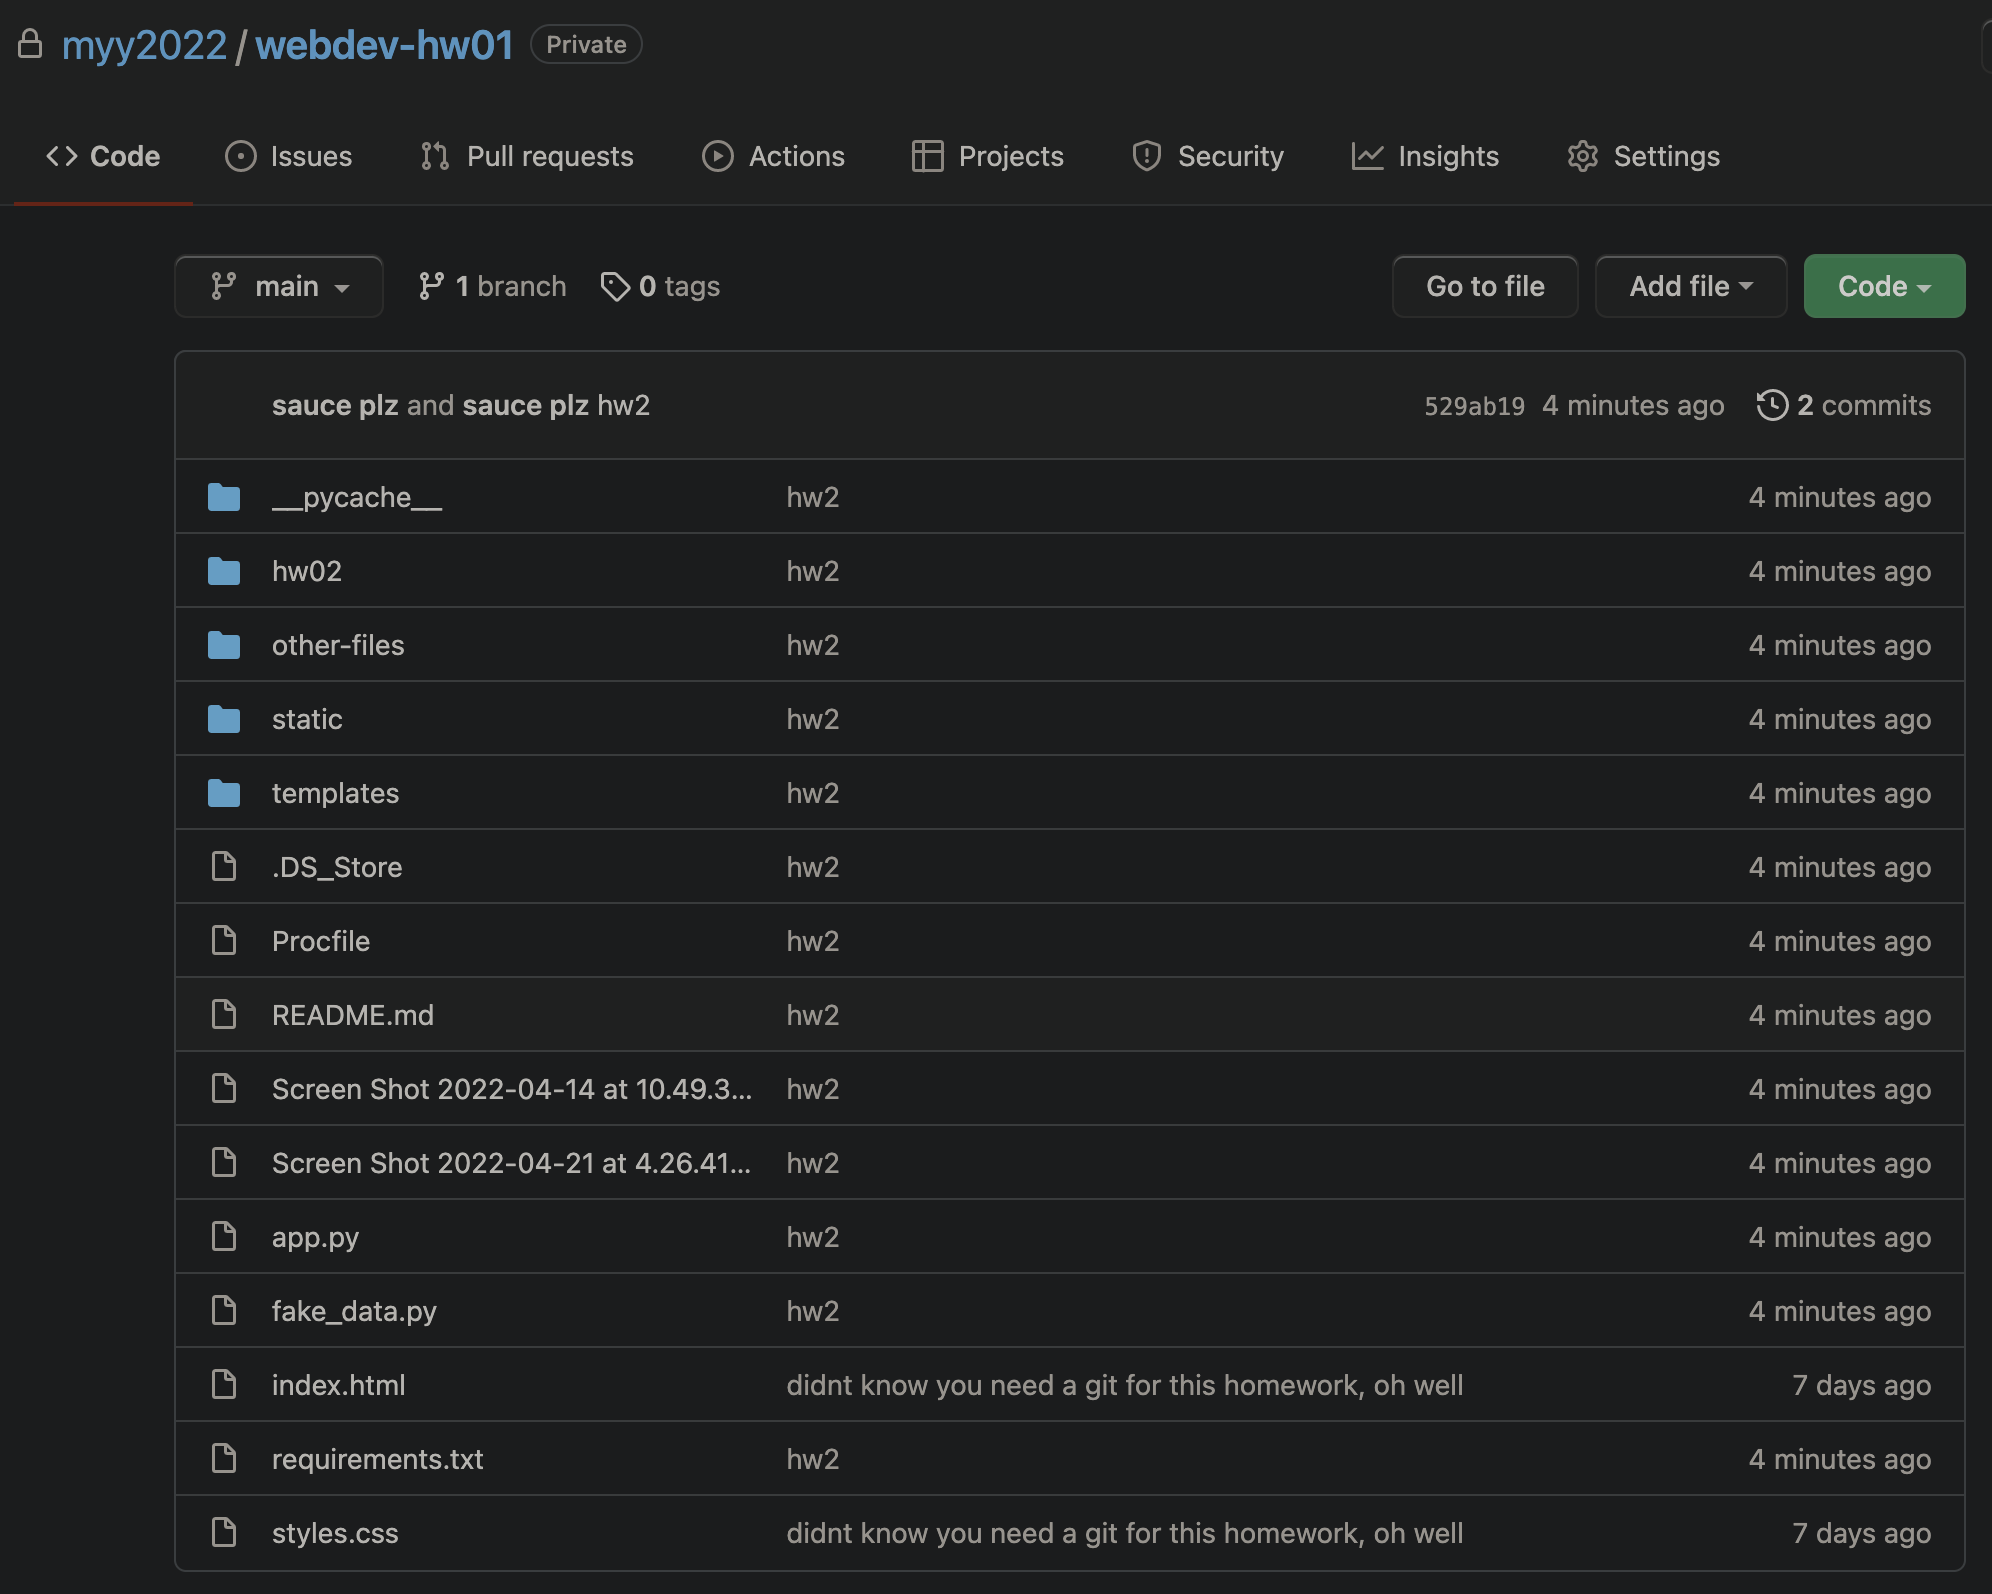 myy2022 / webdev-hw01 Private
Code Issues Pull requests Actions Projects Security Insights Settings
main 1 branch 0 tags Go to file Add file Code
sauce plz and sauce plz hw2 529ab19 4 minutes ago 2 commits
__pycache__ hw2 4 minutes ago
hw02 hw2 4 minutes ago
other-files hw2 4 minutes ago
static hw2 4 minutes ago
templates hw2 4 minutes ago
.DS_Store hw2 4 minutes ago
Procfile hw2 4 minutes ago
README.md hw2 4 minutes ago
Screen Shot 2022-04-14 at 10.49.3... hw2 4 minutes ago
Screen Shot 2022-04-21 at 4.26.41... hw2 4 minutes ago
app.py hw2 4 minutes ago
fake_data.py hw2 4 minutes ago
index.html didnt know you need a git for this homework, oh well 7 days ago
requirements.txt hw2 4 minutes ago
styles.css didnt know you need a git for this homework, oh well 7 days ago